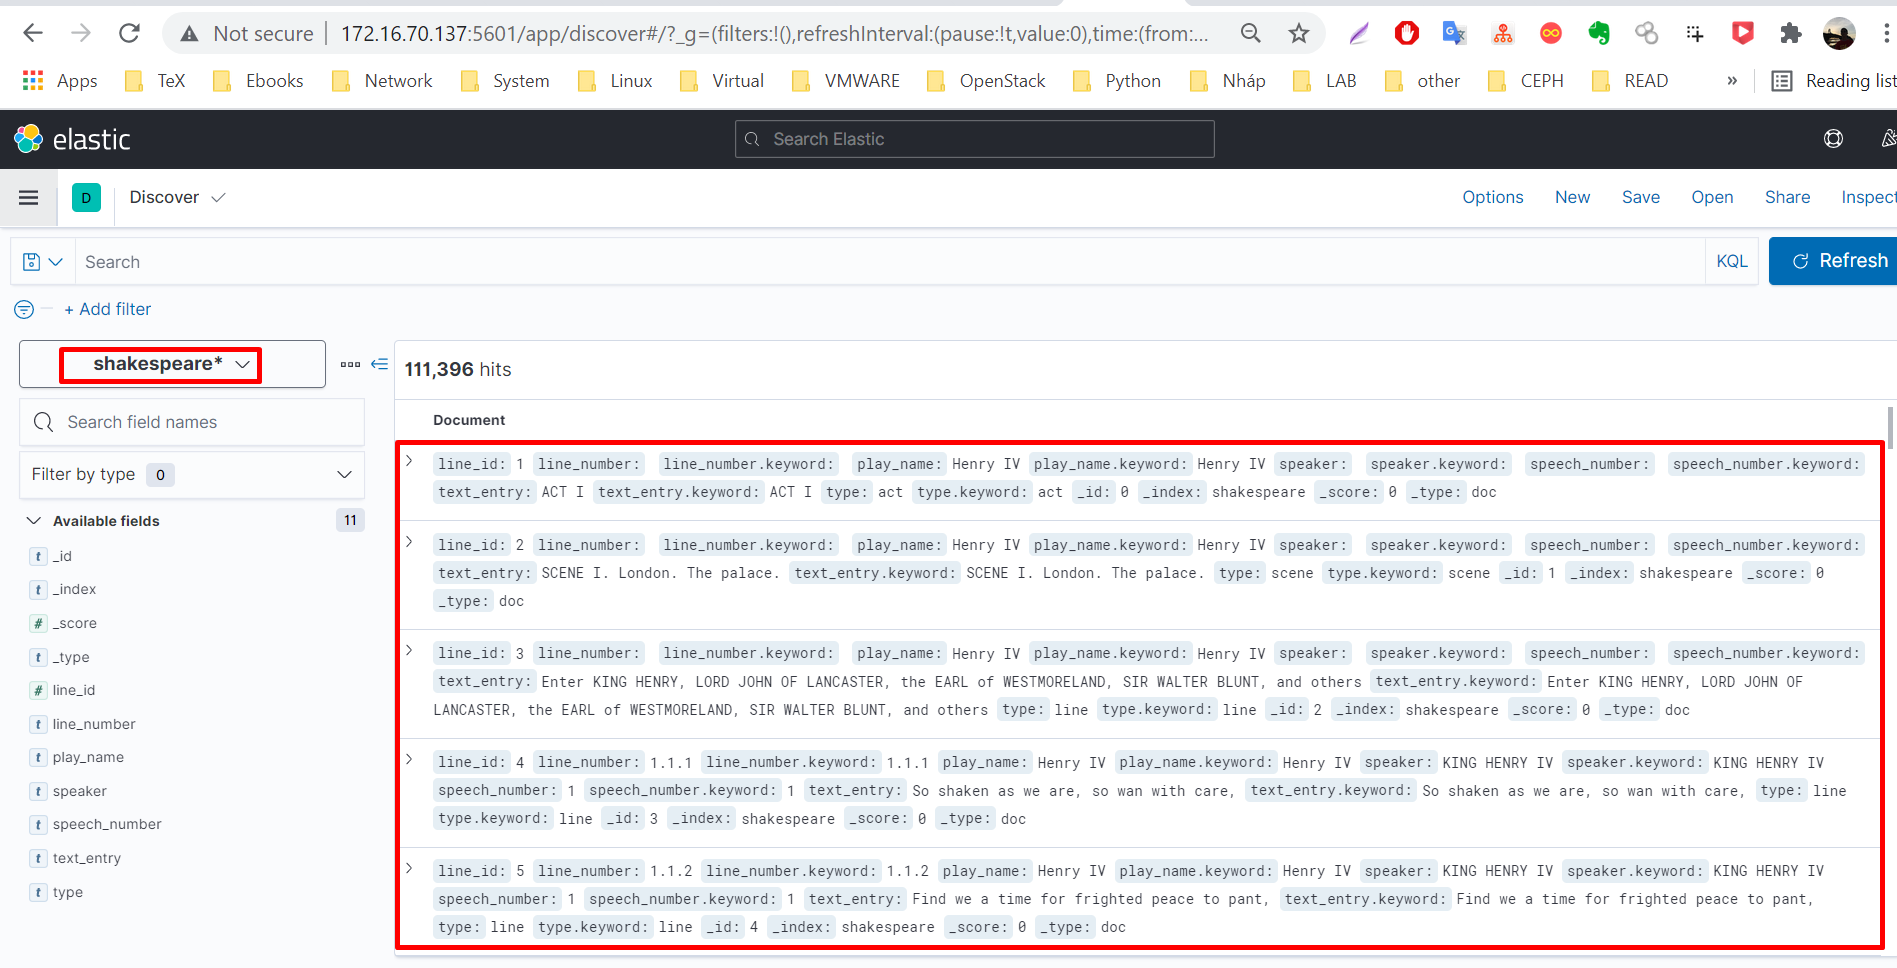 Not secure | 172.16.70.137:5601/app/discover#/?_g=(filters:!(),refreshInterval:(pause:!t,value:0),time:(from:...
Apps TeX Ebooks Network System Linux Virtual VMWARE OpenStack Python Nháp LAB other CEPH READ » Reading list
elastic Search Elastic
D Discover Options New Save Open Share Inspect
Search KQL Refresh
+ Add filter
shakespeare*
111,396 hits
Search field names
Document
Filter by type 0
Available fields 11
t _id
t _index
# _score
t _type
# line_id
t line_number
t play_name
t speaker
t speech_number
t text_entry
t type
line_id: 1 line_number: line_number.keyword: play_name: Henry IV play_name.keyword: Henry IV speaker: speaker.keyword: speech_number: speech_number.keyword:
text_entry: ACT I text_entry.keyword: ACT I type: act type.keyword: act _id: 0 _index: shakespeare _score: 0 _type: doc
line_id: 2 line_number: line_number.keyword: play_name: Henry IV play_name.keyword: Henry IV speaker: speaker.keyword: speech_number: speech_number.keyword:
text_entry: SCENE I. London. The palace. text_entry.keyword: SCENE I. London. The palace. type: scene type.keyword: scene _id: 1 _index: shakespeare _score: 0
_type: doc
line_id: 3 line_number: line_number.keyword: play_name: Henry IV play_name.keyword: Henry IV speaker: speaker.keyword: speech_number: speech_number.keyword:
text_entry: Enter KING HENRY, LORD JOHN OF LANCASTER, the EARL of WESTMORELAND, SIR WALTER BLUNT, and others text_entry.keyword: Enter KING HENRY, LORD JOHN OF
LANCASTER, the EARL of WESTMORELAND, SIR WALTER BLUNT, and others type: line type.keyword: line _id: 2 _index: shakespeare _score: 0 _type: doc
line_id: 4 line_number: 1.1.1 line_number.keyword: 1.1.1 play_name: Henry IV play_name.keyword: Henry IV speaker: KING HENRY IV speaker.keyword: KING HENRY IV
speech_number: 1 speech_number.keyword: 1 text_entry: So shaken as we are, so wan with care, text_entry.keyword: So shaken as we are, so wan with care, type: line
type.keyword: line _id: 3 _index: shakespeare _score: 0 _type: doc
line_id: 5 line_number: 1.1.2 line_number.keyword: 1.1.2 play_name: Henry IV play_name.keyword: Henry IV speaker: KING HENRY IV speaker.keyword: KING HENRY IV
speech_number: 1 speech_number.keyword: 1 text_entry: Find we a time for frighted peace to pant, text_entry.keyword: Find we a time for frighted peace to pant,
type: line type.keyword: line _id: 4 _index: shakespeare _score: 0 _type: doc